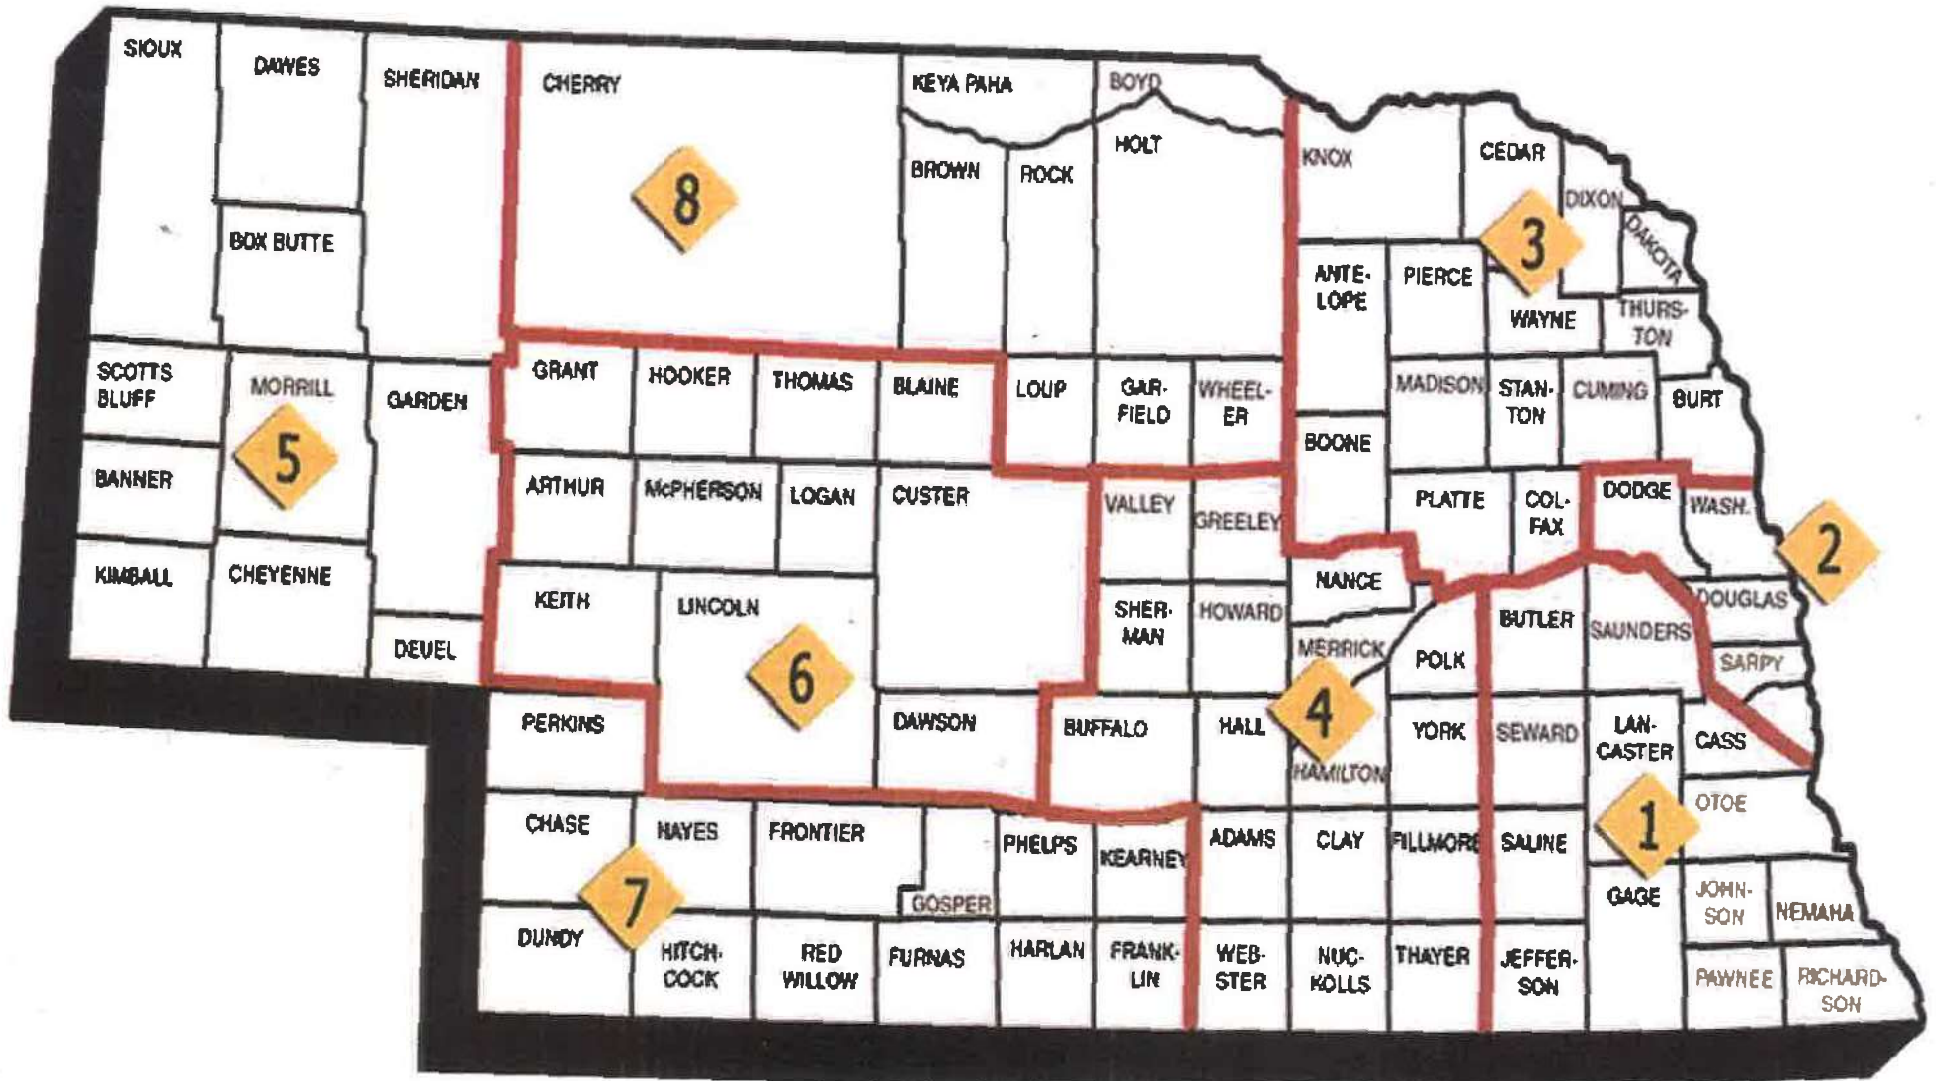 SIOUX
DAWES
SHERIDAN
CHERRY
KEYA PAHA
BOYD
BROWN
ROCK
HOLT
KNOX
CEDAR
DIXON
DAKOTA
8
3
BOX BUTTE
ANTE-
LOPE
PIERCE
WAYNE
THURS-
TON
SCOTTS
BLUFF
MORRILL
GARDEN
GRANT
HOOKER
THOMAS
BLAINE
LOUP
GAR-
FIELD
WHEEL-
ER
MADISON
STAN-
TON
CUMING
BURT
BOONE
5
BANNER
ARTHUR
McPHERSON
LOGAN
CUSTER
VALLEY
GREELEY
PLATTE
COL-
FAX
DODGE
WASH.
2
KIMBALL
CHEYENNE
KEITH
LINCOLN
SHER-
MAN
HOWARD
NANCE
MERRICK
POLK
BUTLER
SAUNDERS
DOUGLAS
SARPY
DEUEL
6
4
PERKINS
DAWSON
BUFFALO
HALL
HAMILTON
YORK
SEWARD
LAN-
CASTER
CASS
OTOE
1
CHASE
HAYES
FRONTIER
GOSPER
PHELPS
KEARNEY
ADAMS
CLAY
FILLMORE
SALINE
GAGE
JOHN-
SON
NEMAHA
7
DUNDY
HITCH-
COCK
RED
WILLOW
FURNAS
HARLAN
FRANK-
LIN
WEB-
STER
NUC-
KOLLS
THAYER
JEFFER-
SON
PAWNEE
RICHARD-
SON